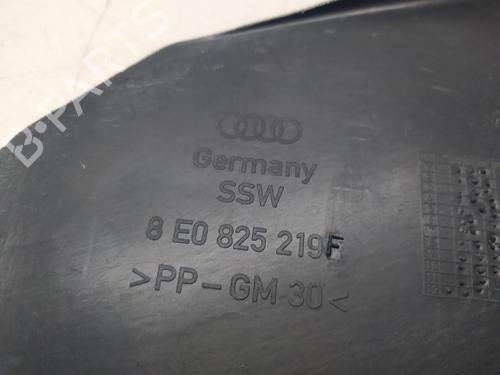 B-PARTS
Germany
SSW
8 E0 825 219F
>PP-GM 30<